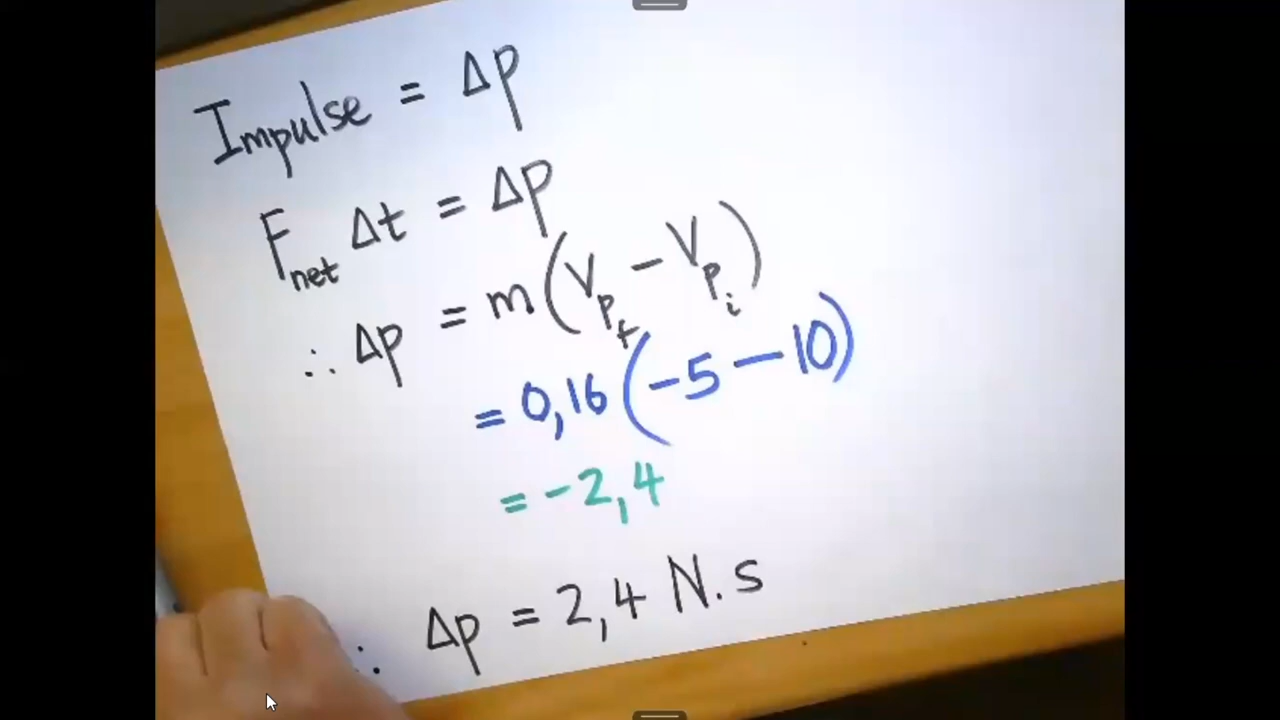 Impulse = Δp
F_net Δt = Δp
∴ Δp = m(V_pf − V_pi)
= 0,16(−5 − 10)
= −2,4
∴ Δp = 2,4 N.s